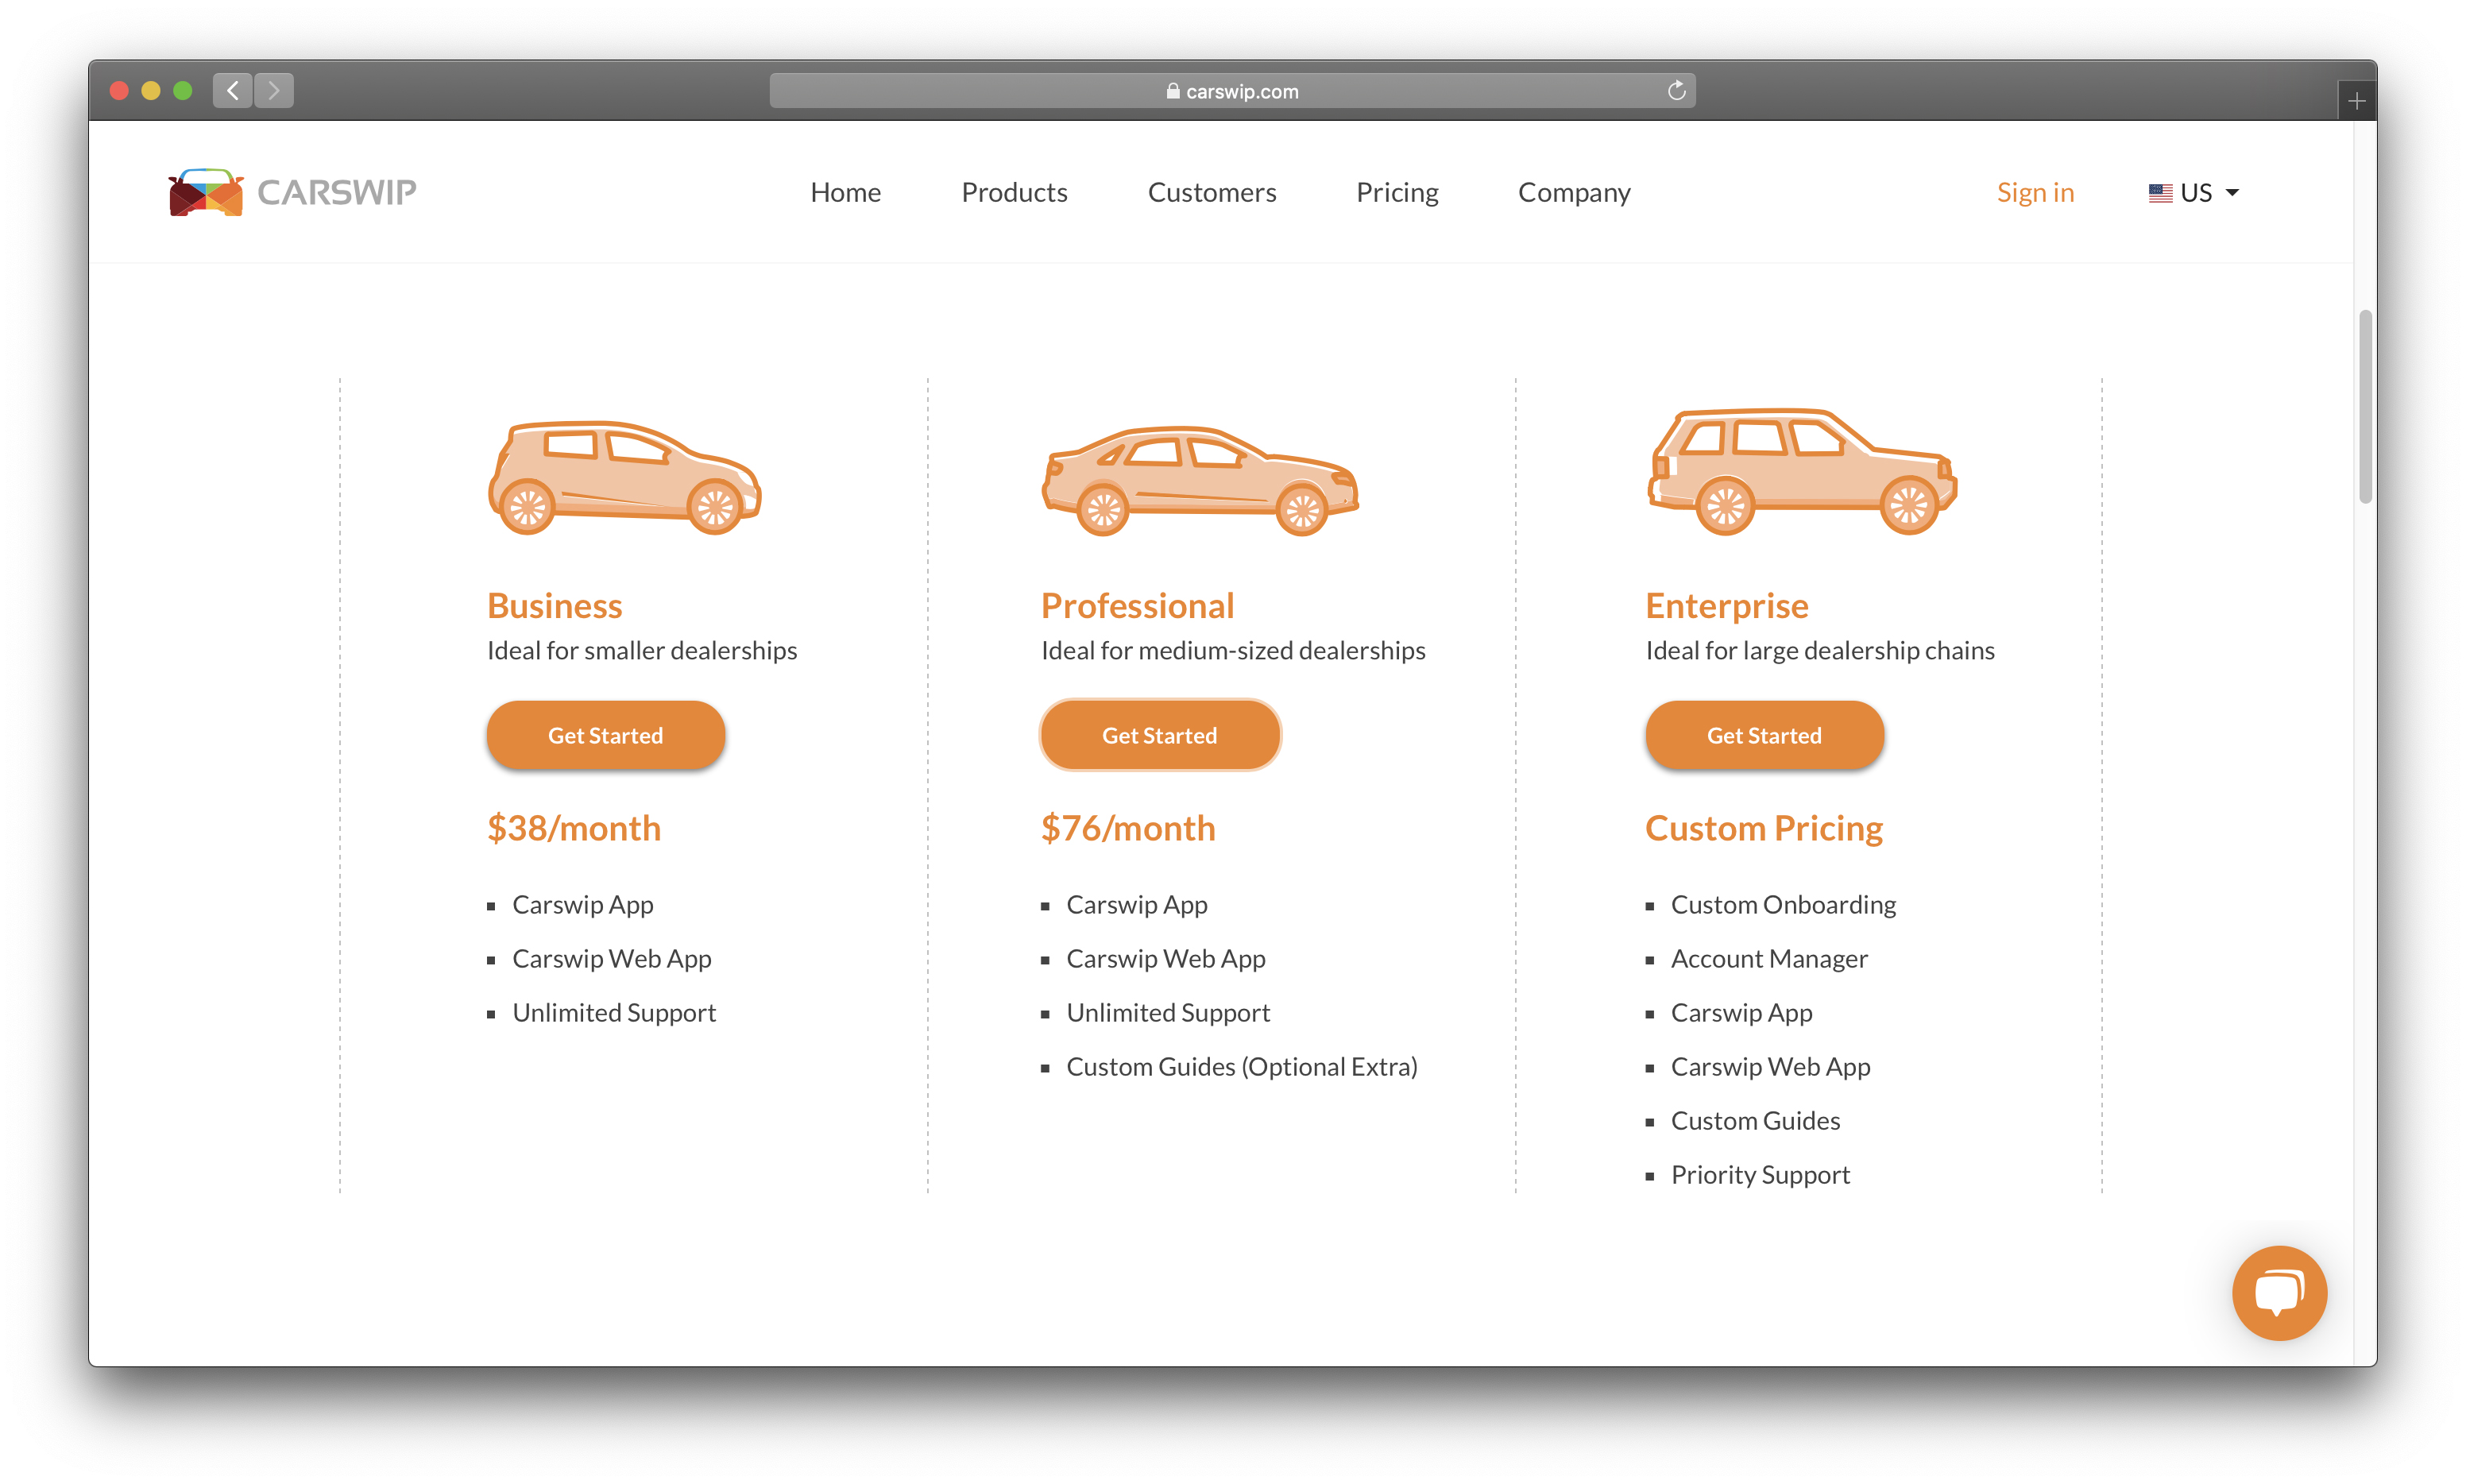 carswip.com
CARSWIP
Home
Products
Customers
Pricing
Company
Sign in
US
Business
Ideal for smaller dealerships
Get Started
$38/month
Carswip App
Carswip Web App
Unlimited Support
Professional
Ideal for medium-sized dealerships
Get Started
$76/month
Carswip App
Carswip Web App
Unlimited Support
Custom Guides (Optional Extra)
Enterprise
Ideal for large dealership chains
Get Started
Custom Pricing
Custom Onboarding
Account Manager
Carswip App
Carswip Web App
Custom Guides
Priority Support